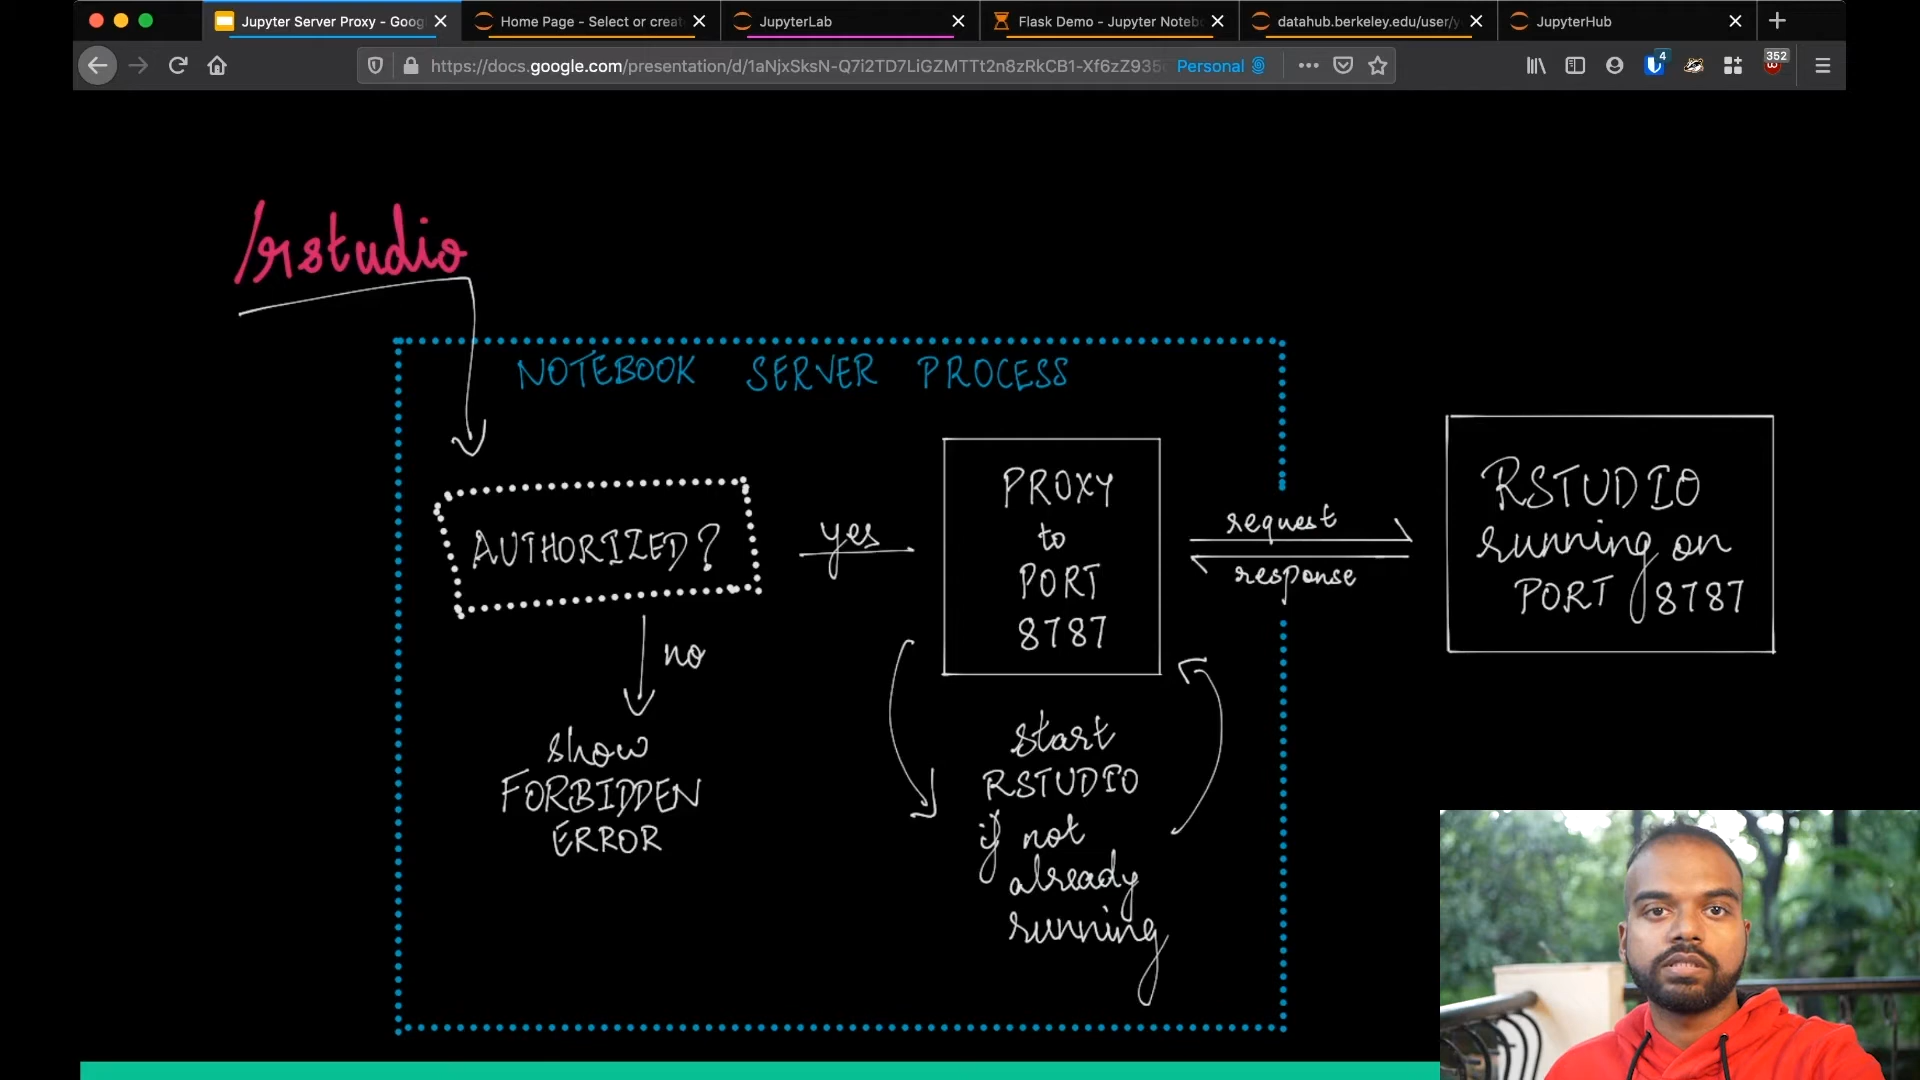 Jupyter Server Proxy - Goog
Home Page - Select or creat
JupyterLab
Flask Demo - Jupyter Noteb
datahub.berkeley.edu/user/y
JupyterHub
https://docs.google.com/presentation/d/1aNjxSksN-Q7i2TD7LiGZMTTt2n8zRkCB1-Xf6zZ935
Personal
4
352
/rstudio
NOTEBOOK SERVER PROCESS
AUTHORIZED?
yes
no
show
FORBIDDEN
ERROR
PROXY
to
PORT
8787
start
RSTUDIO
if not
already
running
request
response
RSTUDIO
running on
PORT 8787